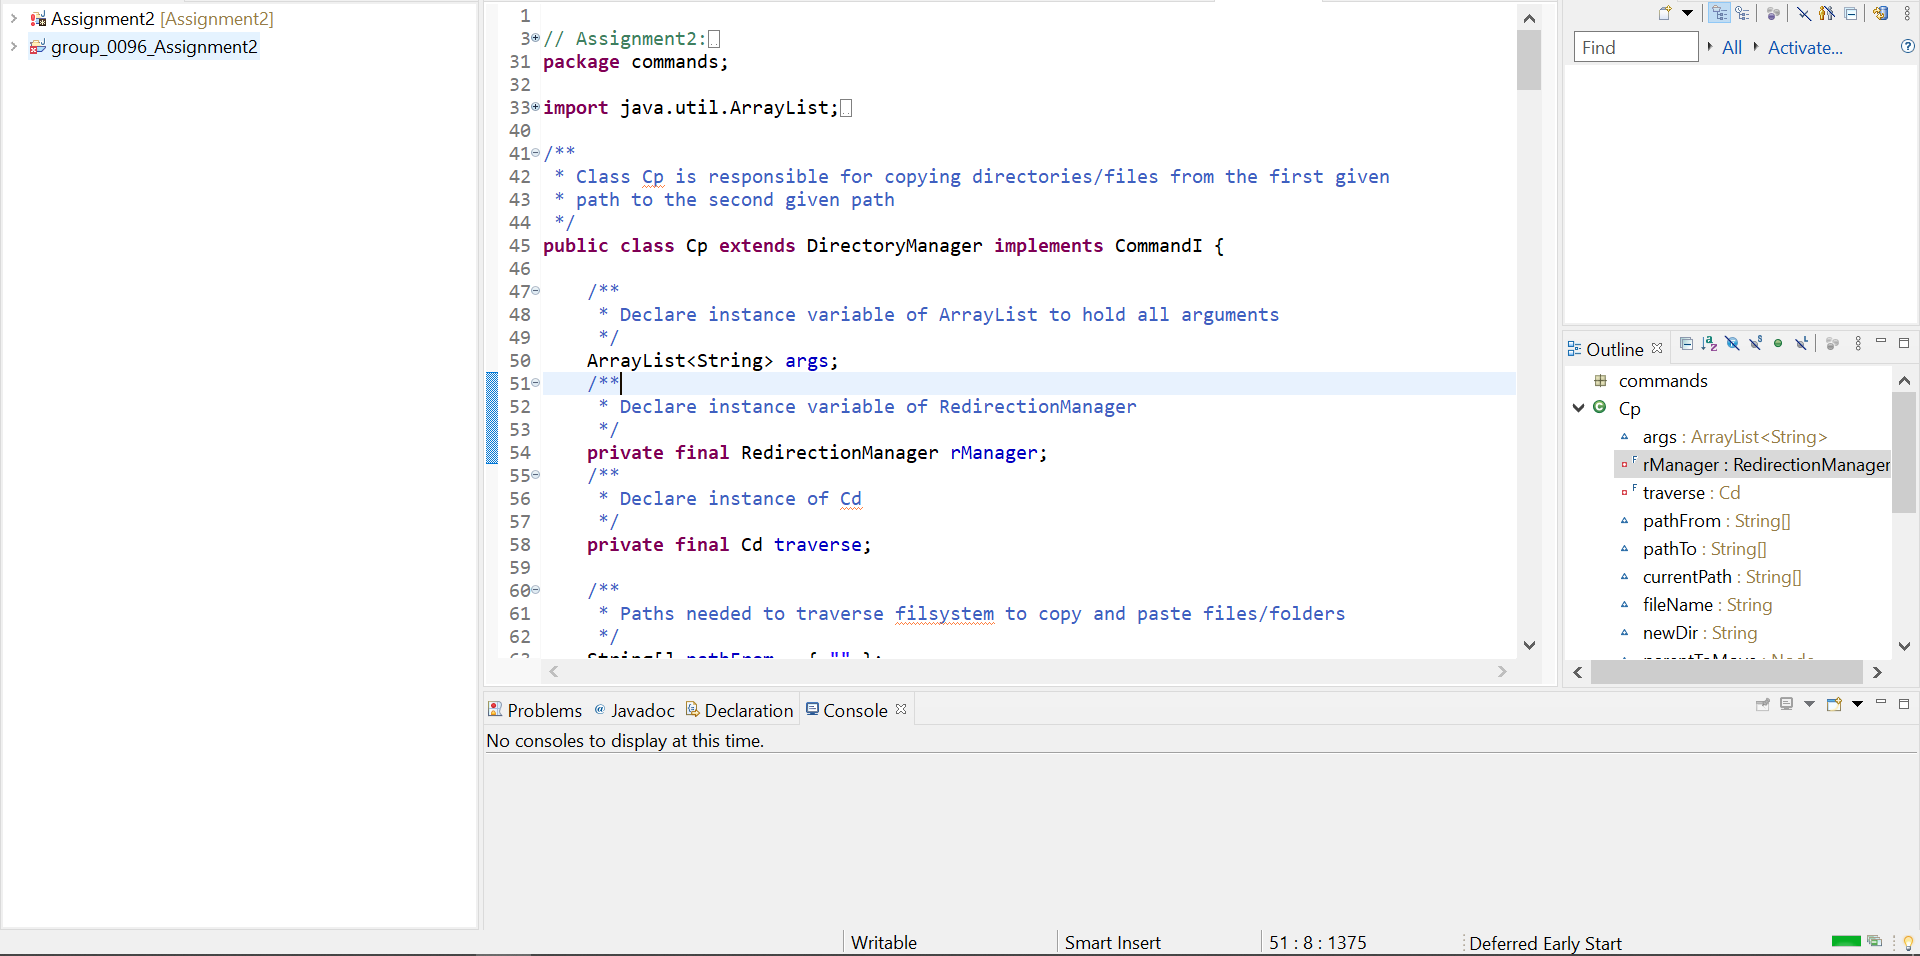 Assignment2 [Assignment2]
group_0096_Assignment2
1
3 // Assignment2:
31 package commands;
32
33 import java.util.ArrayList;
40
41 /**
42  * Class Cp is responsible for copying directories/files from the first given
43  * path to the second given path
44  */
45 public class Cp extends DirectoryManager implements CommandI {
46
47     /**
48      * Declare instance variable of ArrayList to hold all arguments
49      */
50     ArrayList<String> args;
51     /**
52      * Declare instance variable of RedirectionManager
53      */
54     private final RedirectionManager rManager;
55     /**
56      * Declare instance of Cd
57      */
58     private final Cd traverse;
59
60     /**
61      * Paths needed to traverse filsystem to copy and paste files/folders
62      */
63     String[] pathFrom = { "" };
Find
All
Activate...
Outline
commands
Cp
args : ArrayList<String>
rManager : RedirectionManager
traverse : Cd
pathFrom : String[]
pathTo : String[]
currentPath : String[]
fileName : String
newDir : String
parentToMove : Node
Problems @ Javadoc Declaration Console
No consoles to display at this time.
Writable
Smart Insert
51 : 8 : 1375
Deferred Early Start